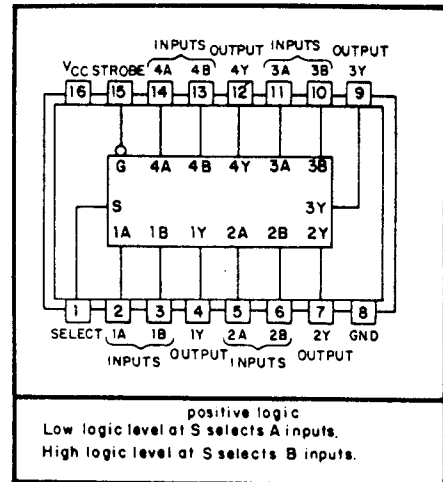 INPUTS INPUTS
OUTPUT OUTPUT
VCC STROBE 4A 4B 4Y 3A 3B 3Y
16 15 14 13 12 11 10 9
G 4A 4B 4Y 3A 3B
S 3Y
1A 1B 1Y 2A 2B 2Y
1 2 3 4 5 6 7 8
SELECT 1A 1B 1Y 2A 2B 2Y GND
INPUTS OUTPUT INPUTS OUTPUT
positive logic
Low logic level at S selects A inputs.
High logic level at S selects B inputs.